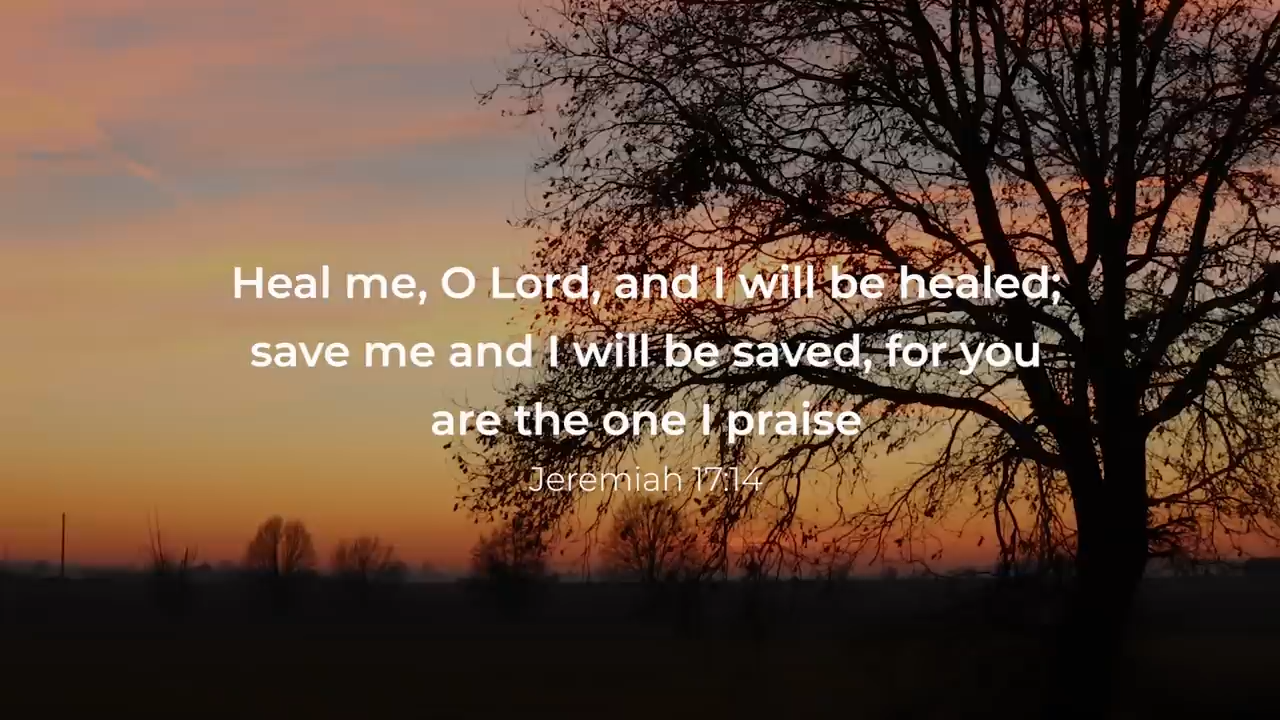 Heal me, O Lord, and I will be healed;
save me and I will be saved, for you
are the one I praise
Jeremiah 17:14